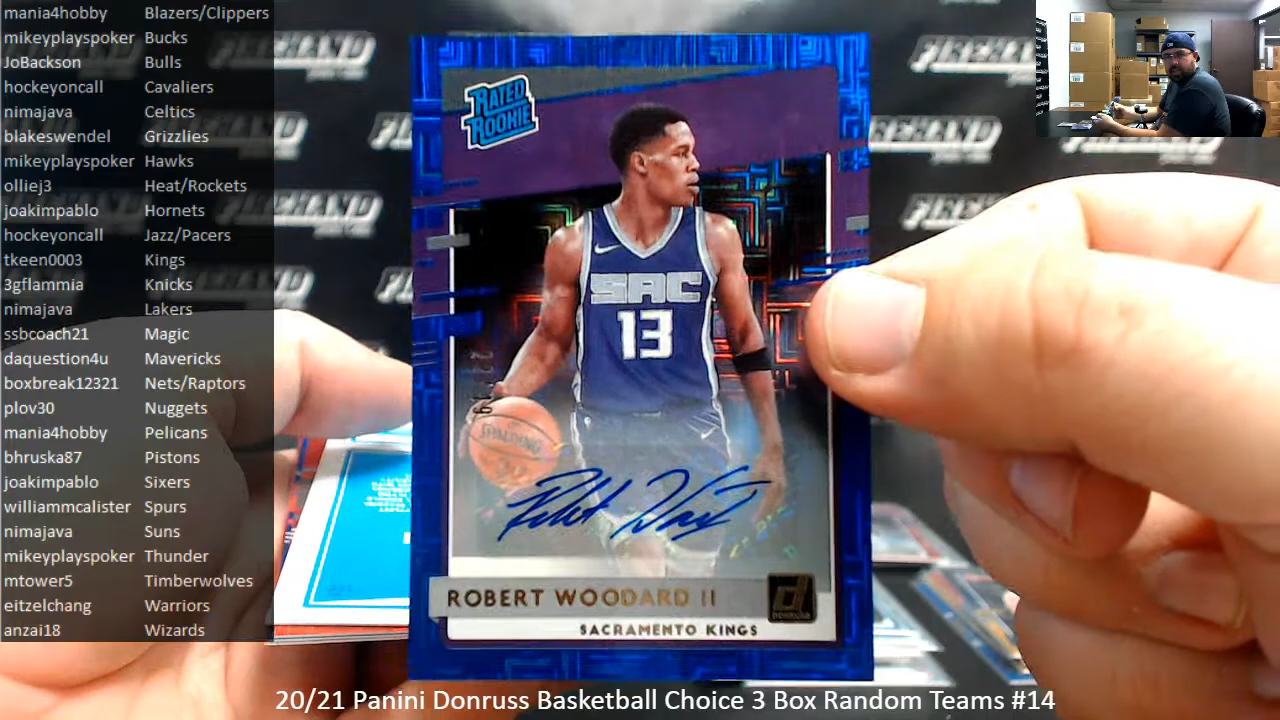 mania4hobby Blazers/Clippers
mikeyplayspoker Bucks
JoBackson Bulls
hockeyoncall Cavaliers
nimajava Celtics
blakeswendel Grizzlies
mikeyplayspoker Hawks
olliej3 Heat/Rockets
joakimpablo Hornets
hockeyoncall Jazz/Pacers
tkeen0003 Kings
3gflammia Knicks
nimajava Lakers
ssbcoach21 Magic
daquestion4u Mavericks
boxbreak12321 Nets/Raptors
plov30 Nuggets
mania4hobby Pelicans
bhruska87 Pistons
joakimpablo Sixers
williammcalister Spurs
nimajava Suns
mikeyplayspoker Thunder
mtower5 Timberwolves
eitzelchang Warriors
anzai18 Wizards
FIREHAND
RATED
ROOKIE
SAC
13
SPALDING
ROBERT WOODARD II
SACRAMENTO KINGS
20/21 Panini Donruss Basketball Choice 3 Box Random Teams #14